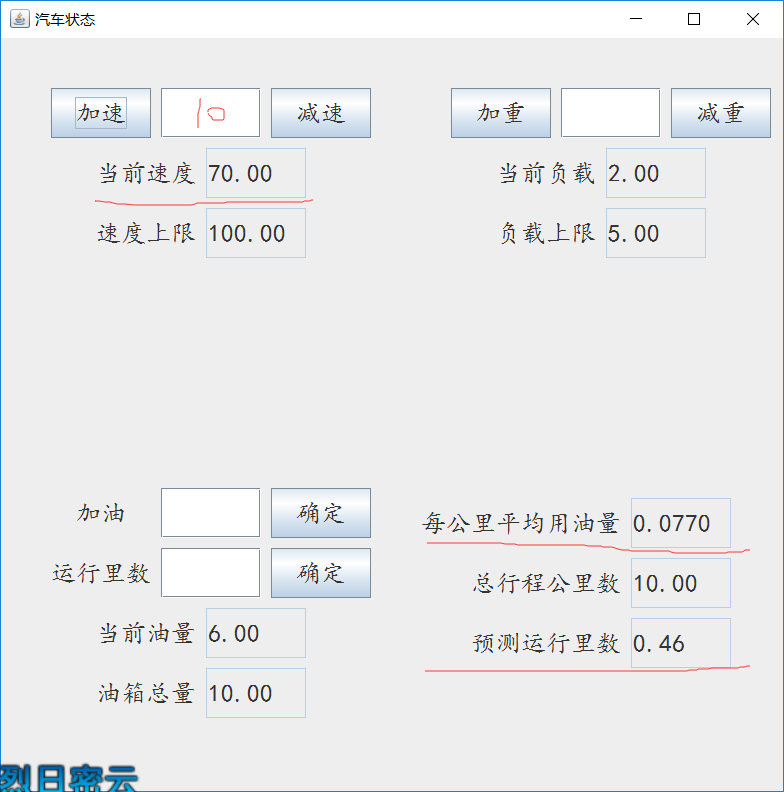 汽车状态
加速 10 减速 加重 减重
当前速度 70.00 当前负载 2.00
速度上限 100.00 负载上限 5.00
加油 确定 每公里平均用油量 0.0770
运行里数 确定 总行程公里数 10.00
当前油量 6.00 预测运行里数 0.46
油箱总量 10.00
烈日密云